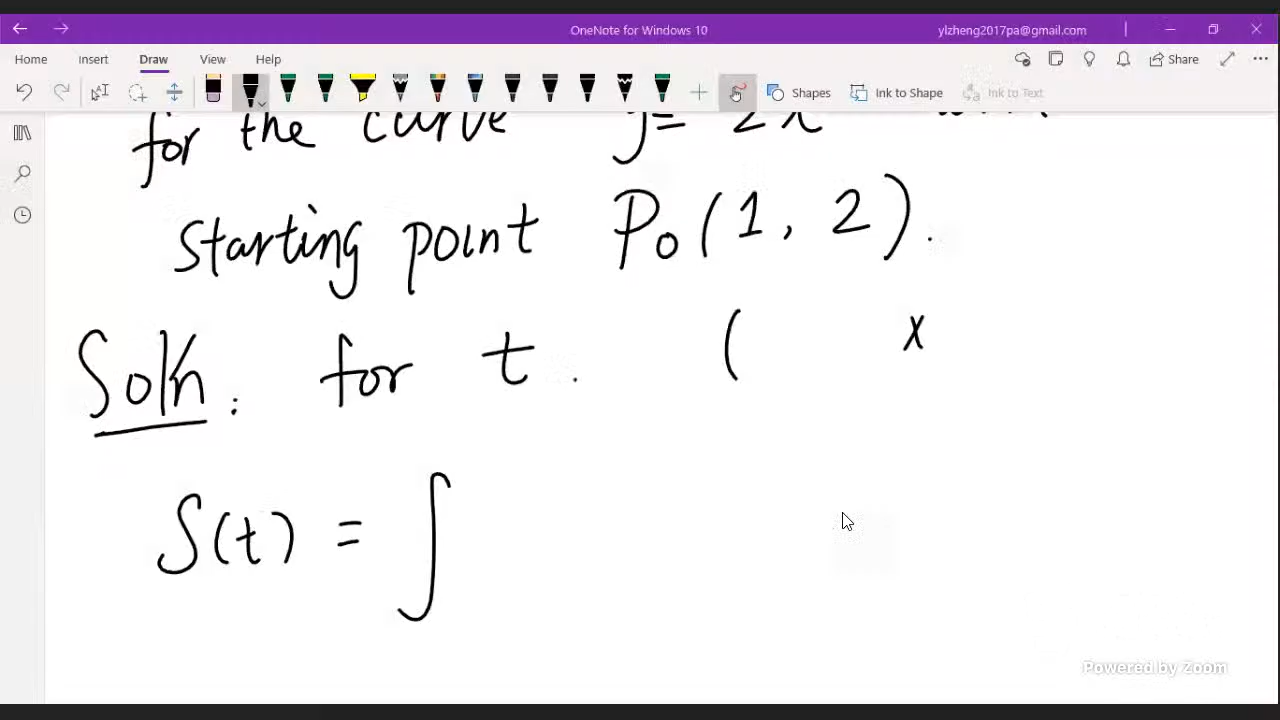 OneNote for Windows 10
ylzheng2017pa@gmail.com
Home Insert Draw View Help
Share
Shapes Ink to Shape Ink to Text
for the curve y= 2x
starting point P0(1, 2).
Soln: for t. ( x
S(t) = ∫
Powered by Zoom